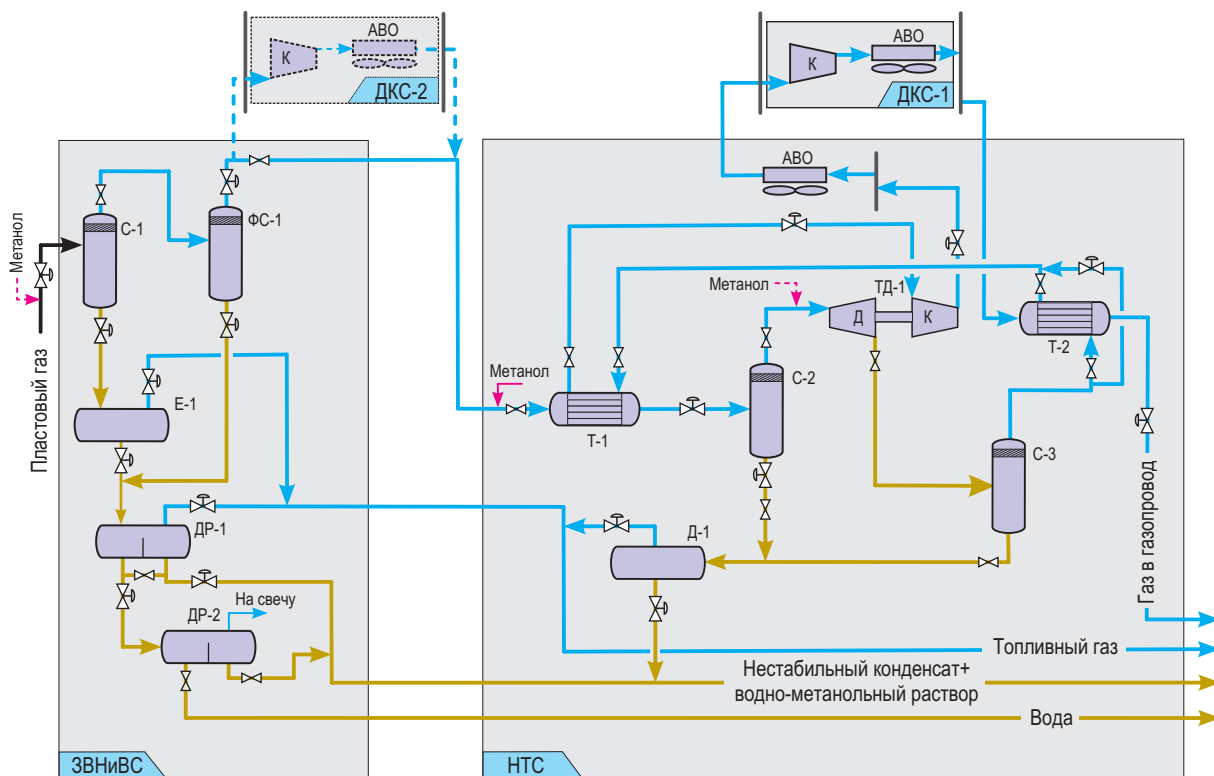 АВО
К
ДКС-2
АВО
К
ДКС-1
АВО
С-1
ФС-1
Метанол
Пластовый газ
Е-1
ДР-1
ДР-2
На свечу
ЗВНиВС
Метанол
ТД-1
Д
К
Т-2
Метанол
Т-1
С-2
С-3
Д-1
Газ в газопровод
Топливный газ
Нестабильный конденсат+
водно-метанольный раствор
Вода
НТС